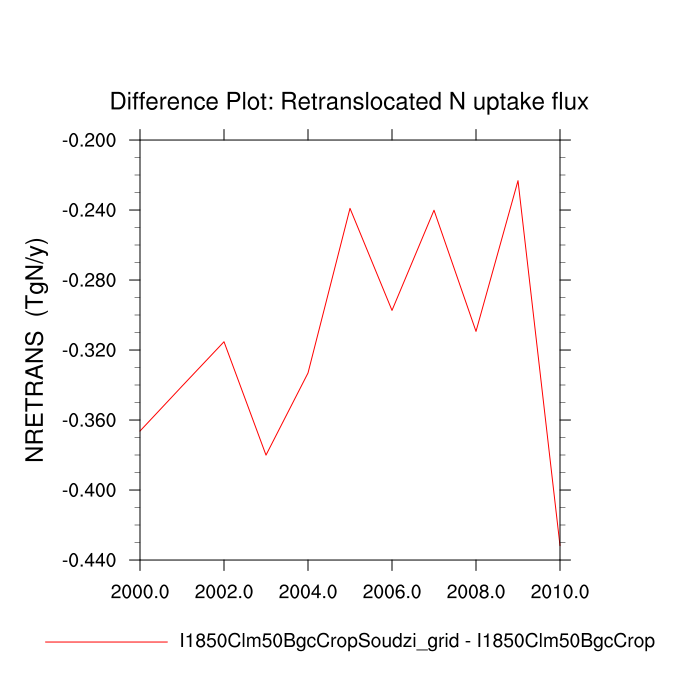 Difference Plot: Retranslocated N uptake flux
-0.200
-0.240
-0.280
-0.320
-0.360
-0.400
-0.440
NRETRANS (TgN/y)
2000.0 2002.0 2004.0 2006.0 2008.0 2010.0
I1850Clm50BgcCropSoudzi_grid - I1850Clm50BgcCrop